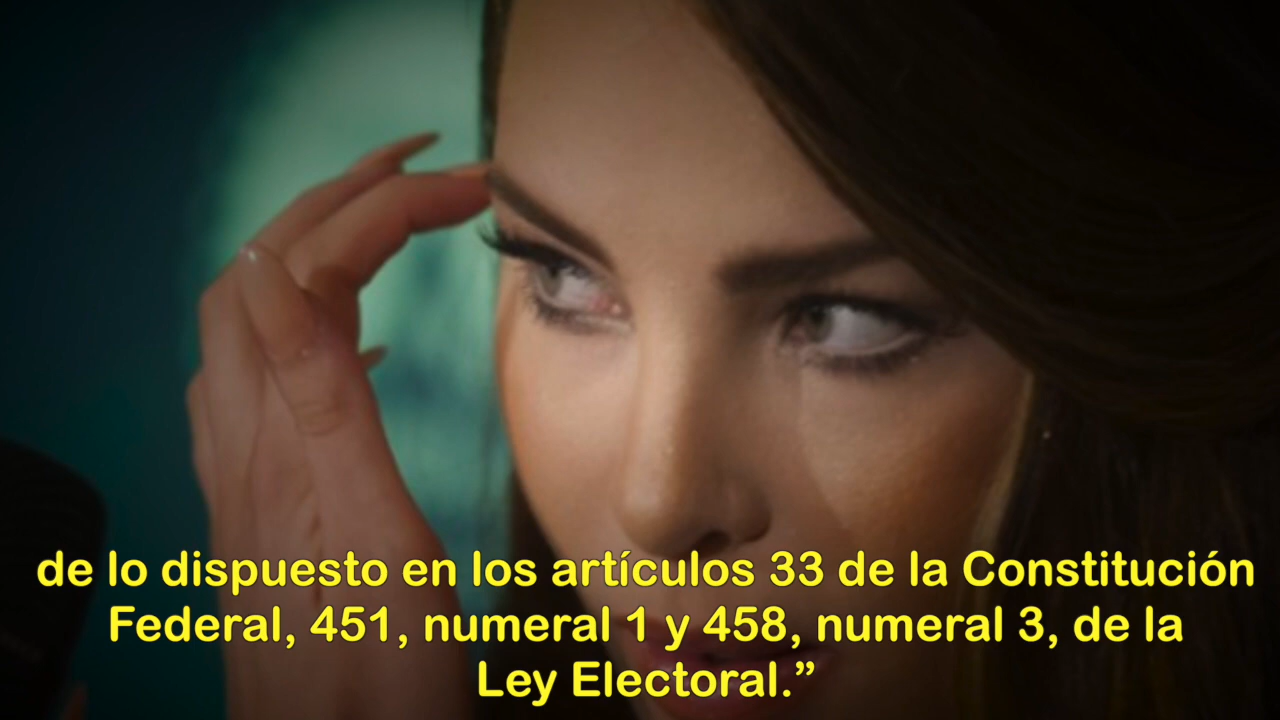 de lo dispuesto en los artículos 33 de la Constitución
Federal, 451, numeral 1 y 458, numeral 3, de la
Ley Electoral.”